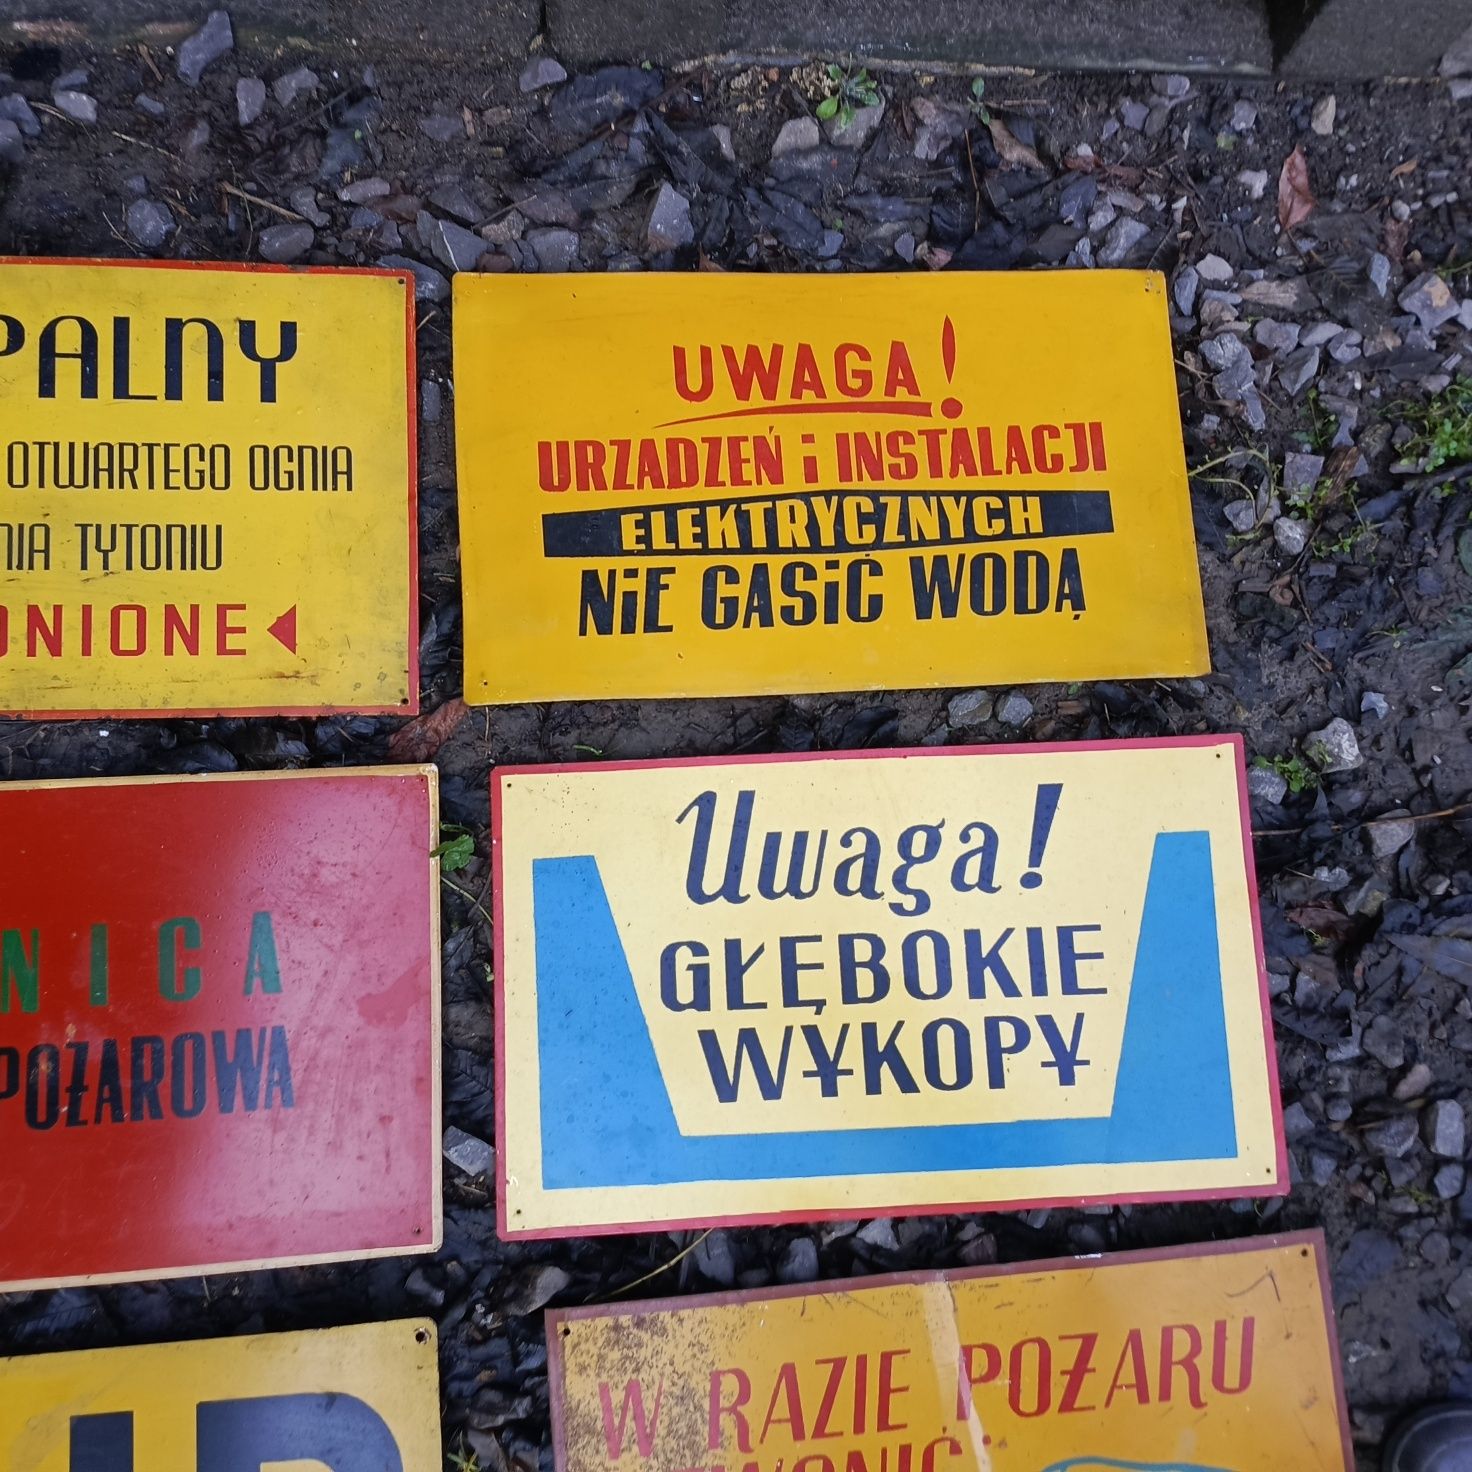 PALNY
OTWARTEGO OGNIA
NIA TYTONIU
ONIONE
UWAGA!
URZADZEŃ i INSTALACJI
ELEKTRYCZNYCH
NiE GASiĆ WODĄ
NICA
POŻAROWA
Uwaga!
GŁĘBOKIE
WYKOPY
W RAZIE POŻARU